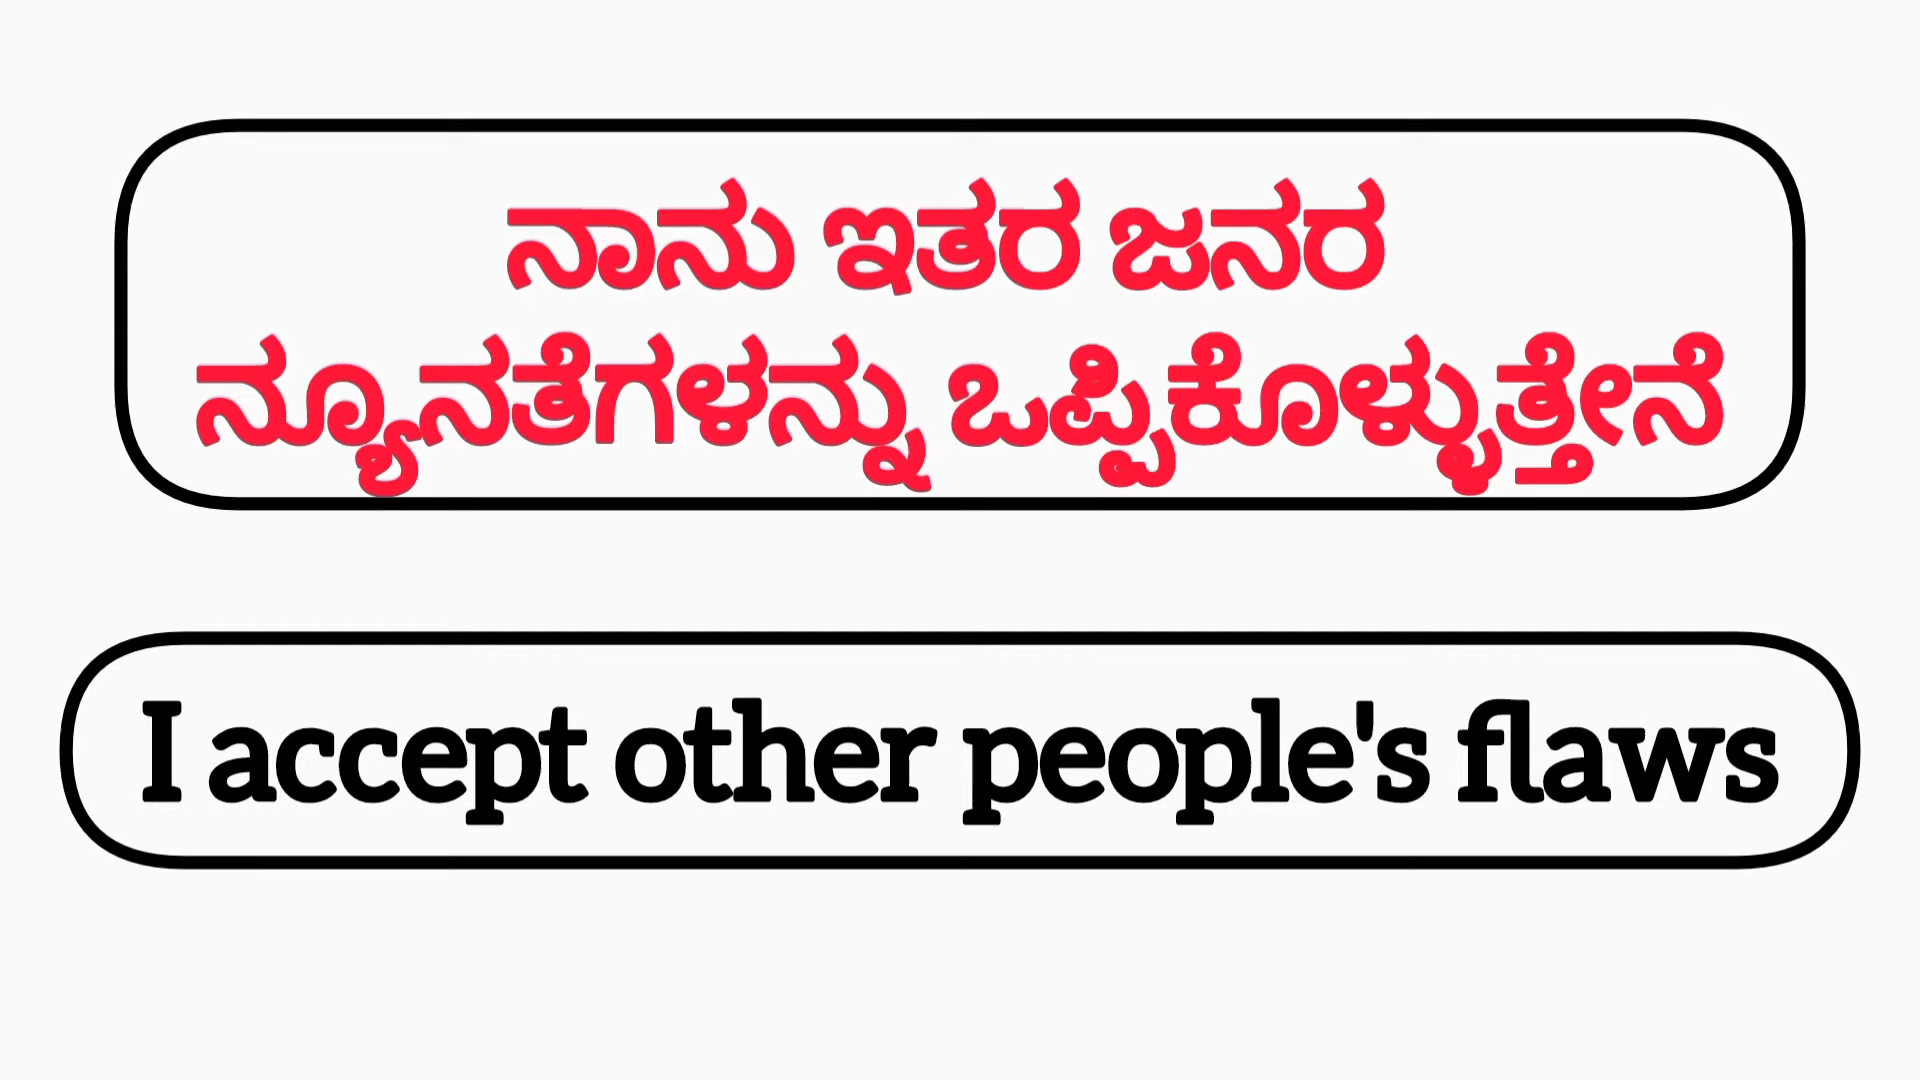 ನಾನು ಇತರ ಜನರ
ನ್ಯೂನತೆಗಳನ್ನು ಒಪ್ಪಿಕೊಳ್ಳುತ್ತೇನೆ
I accept other people's flaws